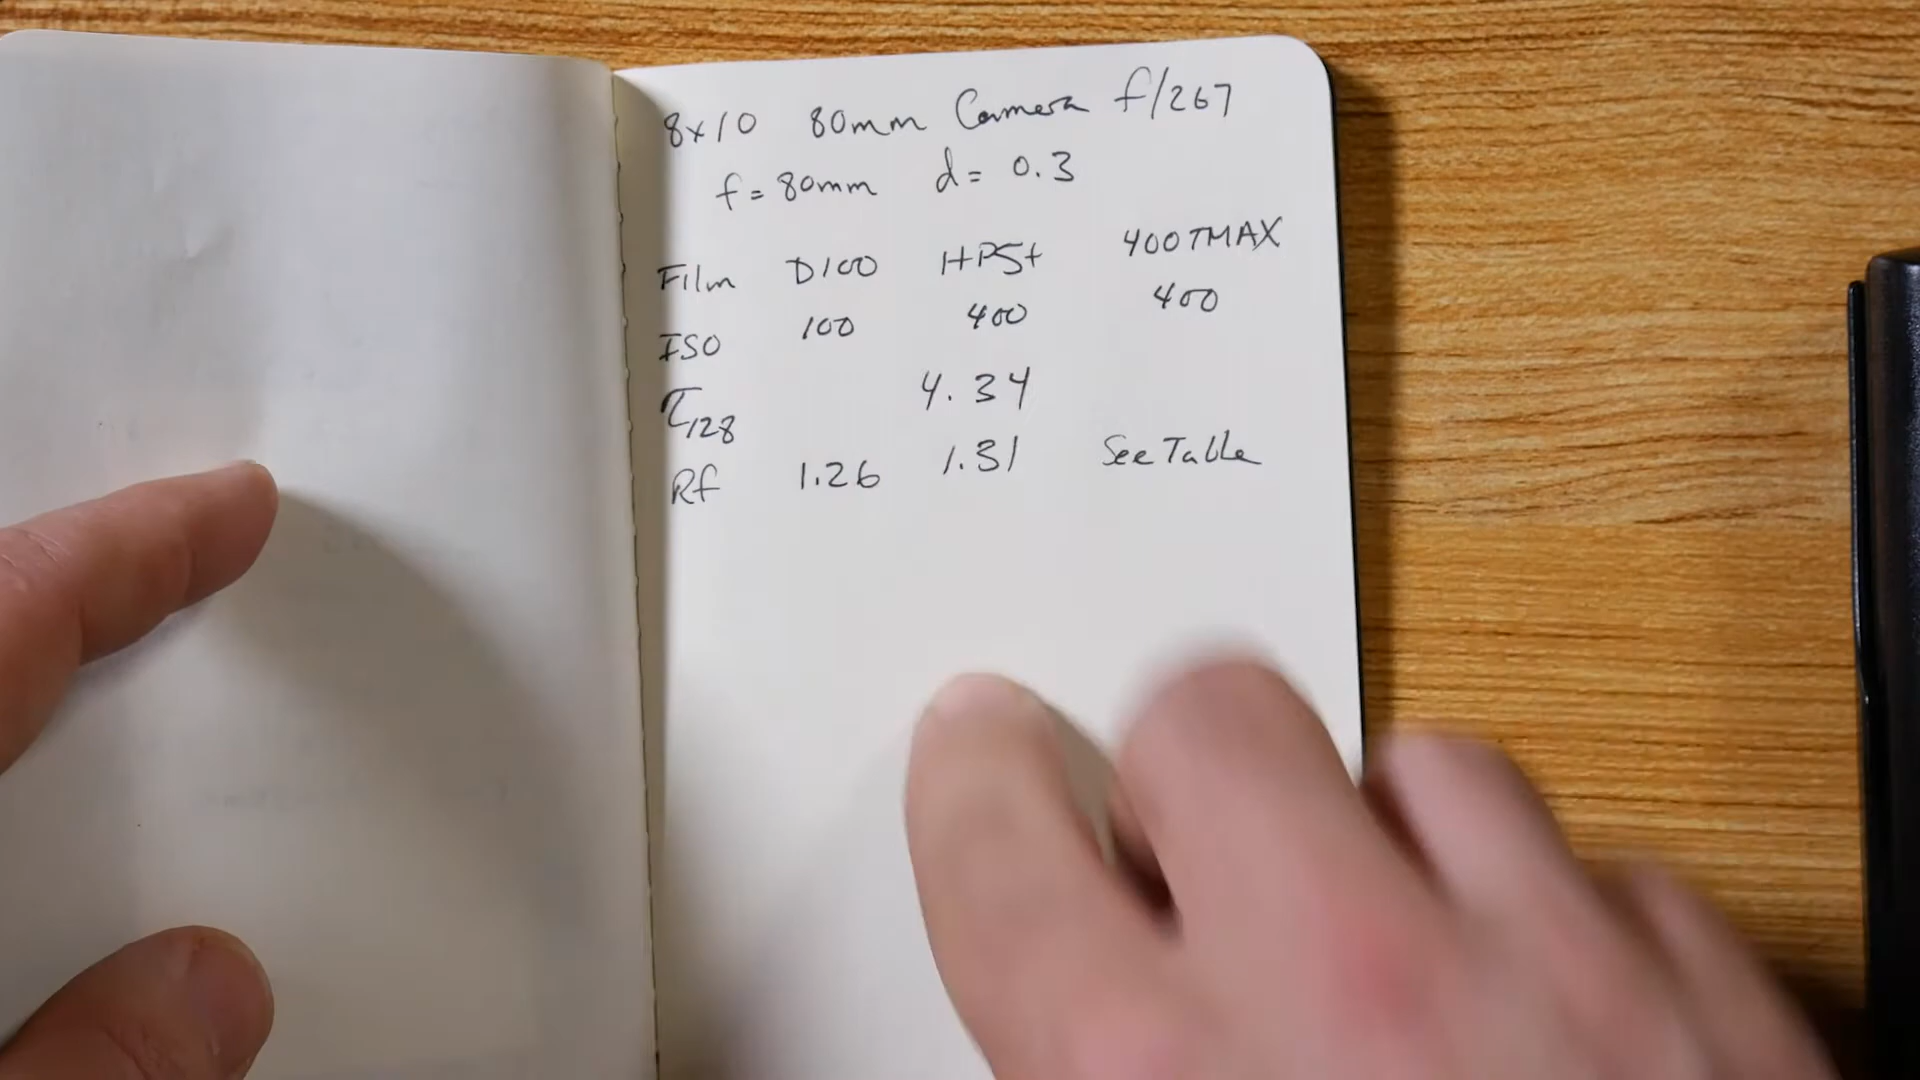 8x10 80mm Camera f/267
f = 80mm d = 0.3
Film D100 HP5+ 400TMAX
ISO 100 400 400
τ128 4.34
Rf 1.26 1.31 See Table